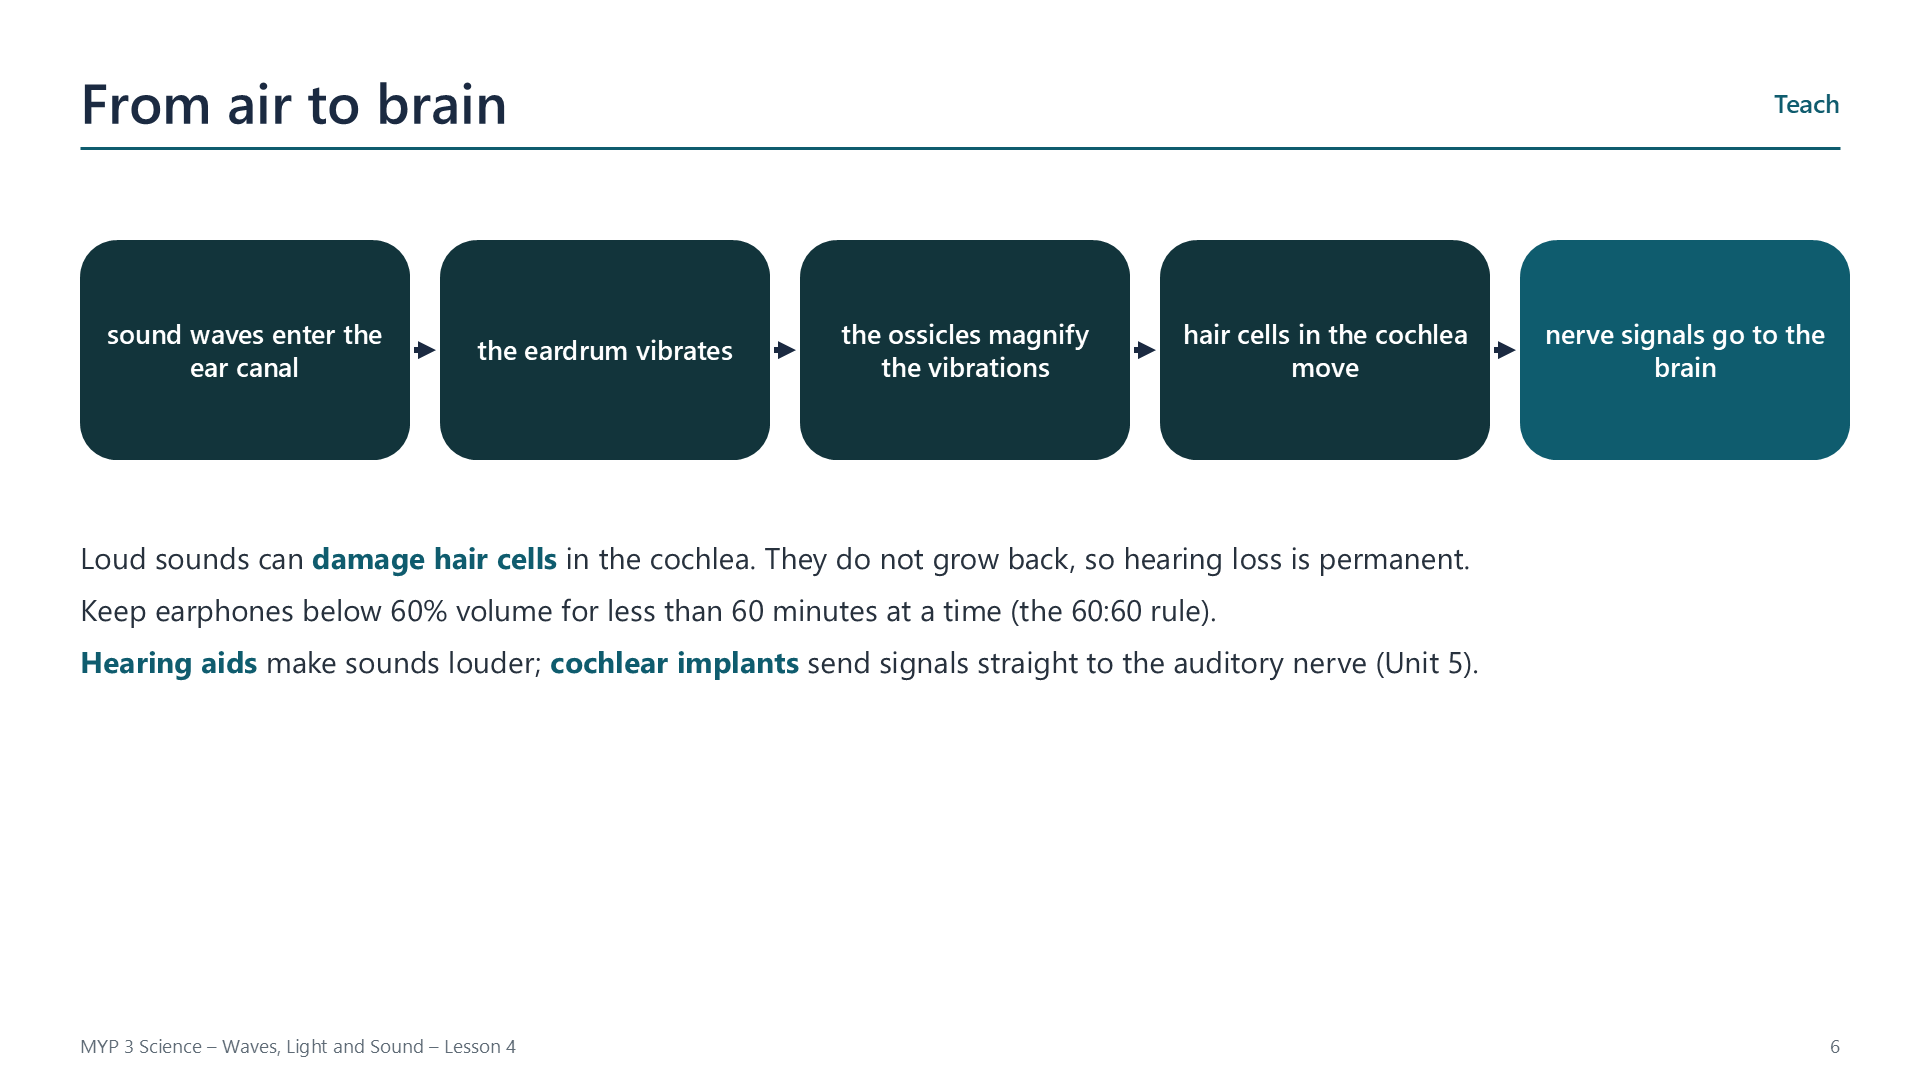 From air to brain
Teach
sound waves enter the
ear canal
the eardrum vibrates
the ossicles magnify
the vibrations
hair cells in the cochlea
move
nerve signals go to the
brain
Loud sounds can damage hair cells in the cochlea. They do not grow back, so hearing loss is permanent.
Keep earphones below 60% volume for less than 60 minutes at a time (the 60:60 rule).
Hearing aids make sounds louder; cochlear implants send signals straight to the auditory nerve (Unit 5).
MYP 3 Science – Waves, Light and Sound – Lesson 4
6